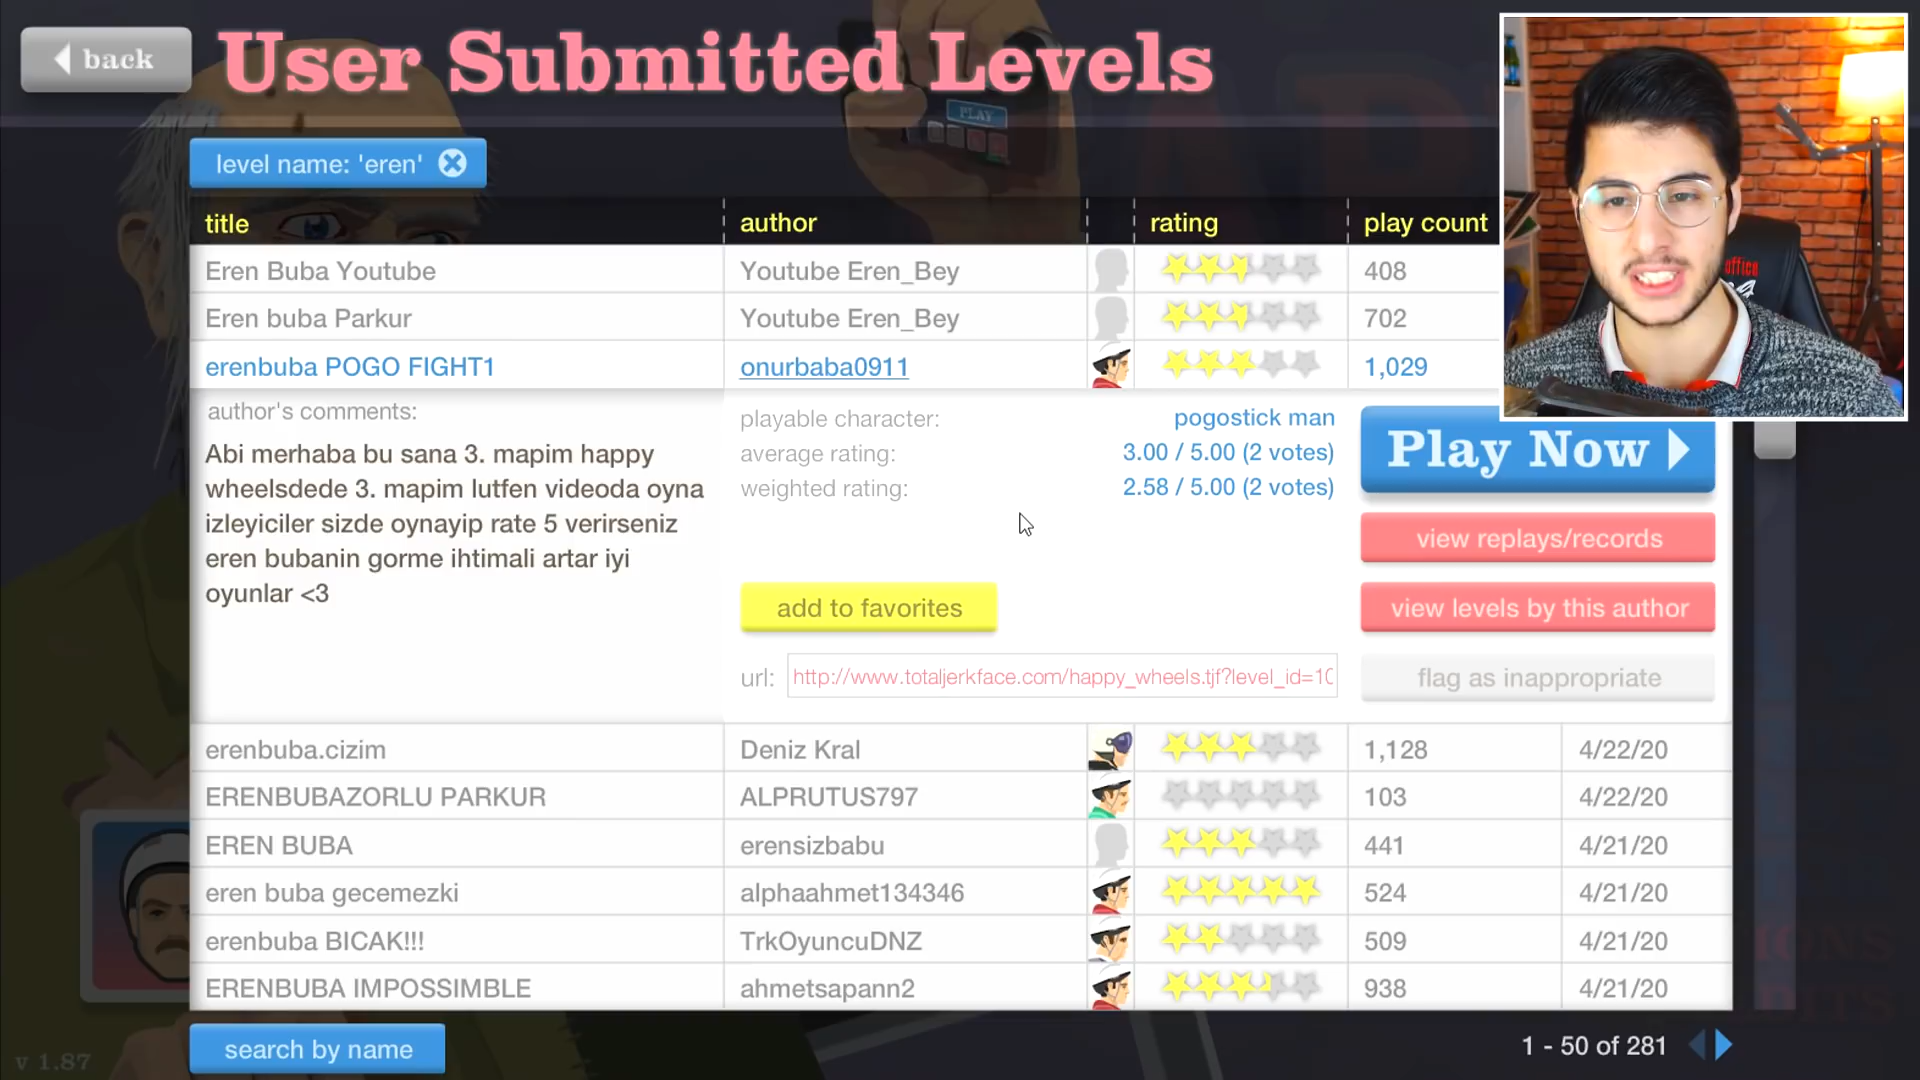 back
User Submitted Levels
PLAY
level name: 'eren'
title author rating play count
Eren Buba Youtube Youtube Eren_Bey 408
Eren buba Parkur Youtube Eren_Bey 702
erenbuba POGO FIGHT1 onurbaba0911 1,029
author's comments:
Abi merhaba bu sana 3. mapim happy
wheelsdede 3. mapim lutfen videoda oyna
izleyiciler sizde oynayip rate 5 verirseniz
eren bubanin gorme ihtimali artar iyi
oyunlar <3
playable character: pogostick man
average rating: 3.00 / 5.00 (2 votes)
weighted rating: 2.58 / 5.00 (2 votes)
add to favorites
url: http://www.totaljerkface.com/happy_wheels.tjf?level_id=10
Play Now
view replays/records
view levels by this author
flag as inappropriate
erenbuba.cizim Deniz Kral 1,128 4/22/20
ERENBUBAZORLU PARKUR ALPRUTUS797 103 4/22/20
EREN BUBA erensizbabu 441 4/21/20
eren buba gecemezki alphaahmet134346 524 4/21/20
erenbuba BICAK!!! TrkOyuncuDNZ 509 4/21/20
ERENBUBA IMPOSSIMBLE ahmetsapann2 938 4/21/20
search by name
1 - 50 of 281
v 1.87
office